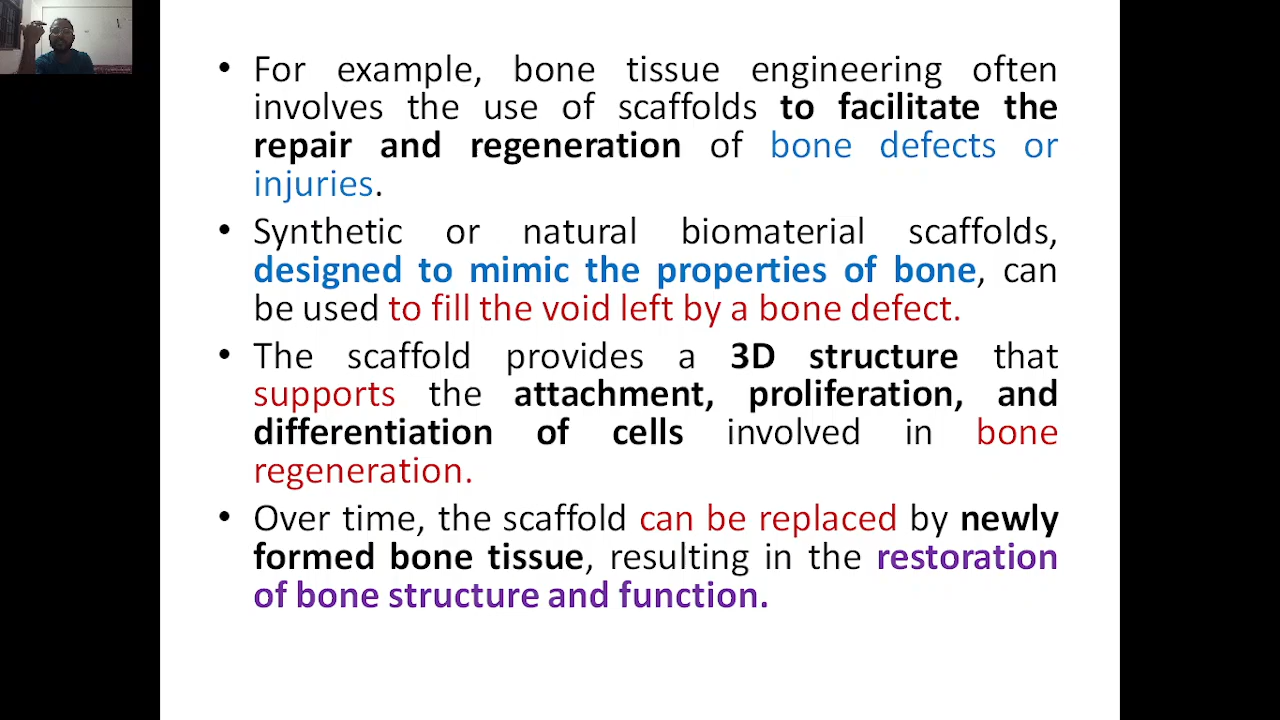 • For example, bone tissue engineering often
involves the use of scaffolds to facilitate the
repair and regeneration of bone defects or
injuries.
• Synthetic or natural biomaterial scaffolds,
designed to mimic the properties of bone, can
be used to fill the void left by a bone defect.
• The scaffold provides a 3D structure that
supports the attachment, proliferation, and
differentiation of cells involved in bone
regeneration.
• Over time, the scaffold can be replaced by newly
formed bone tissue, resulting in the restoration
of bone structure and function.